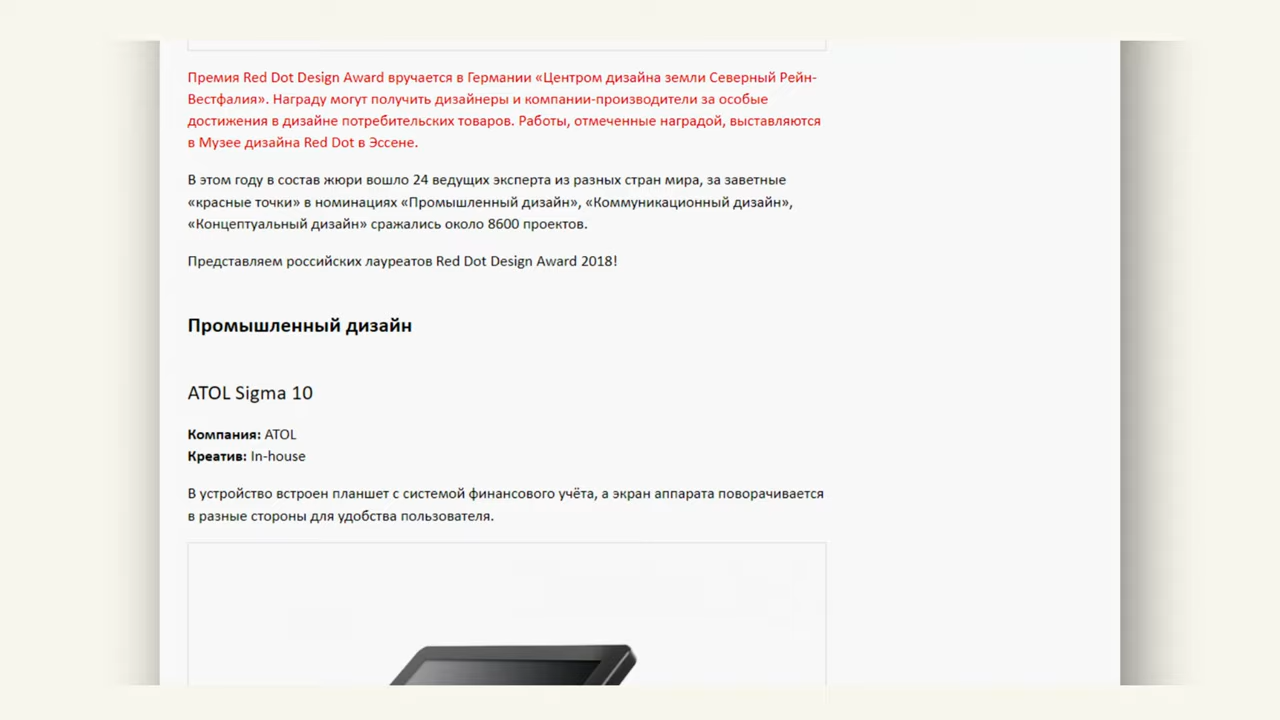 Премия Red Dot Design Award вручается в Германии «Центром дизайна земли Северный Рейн-
Вестфалия». Награду могут получить дизайнеры и компании-производители за особые
достижения в дизайне потребительских товаров. Работы, отмеченные наградой, выставляются
в Музее дизайна Red Dot в Эссене.
В этом году в состав жюри вошло 24 ведущих эксперта из разных стран мира, за заветные
«красные точки» в номинациях «Промышленный дизайн», «Коммуникационный дизайн»,
«Концептуальный дизайн» сражались около 8600 проектов.
Представляем российских лауреатов Red Dot Design Award 2018!
Промышленный дизайн
ATOL Sigma 10
Компания: ATOL
Креатив: In-house
В устройство встроен планшет с системой финансового учёта, а экран аппарата поворачивается
в разные стороны для удобства пользователя.